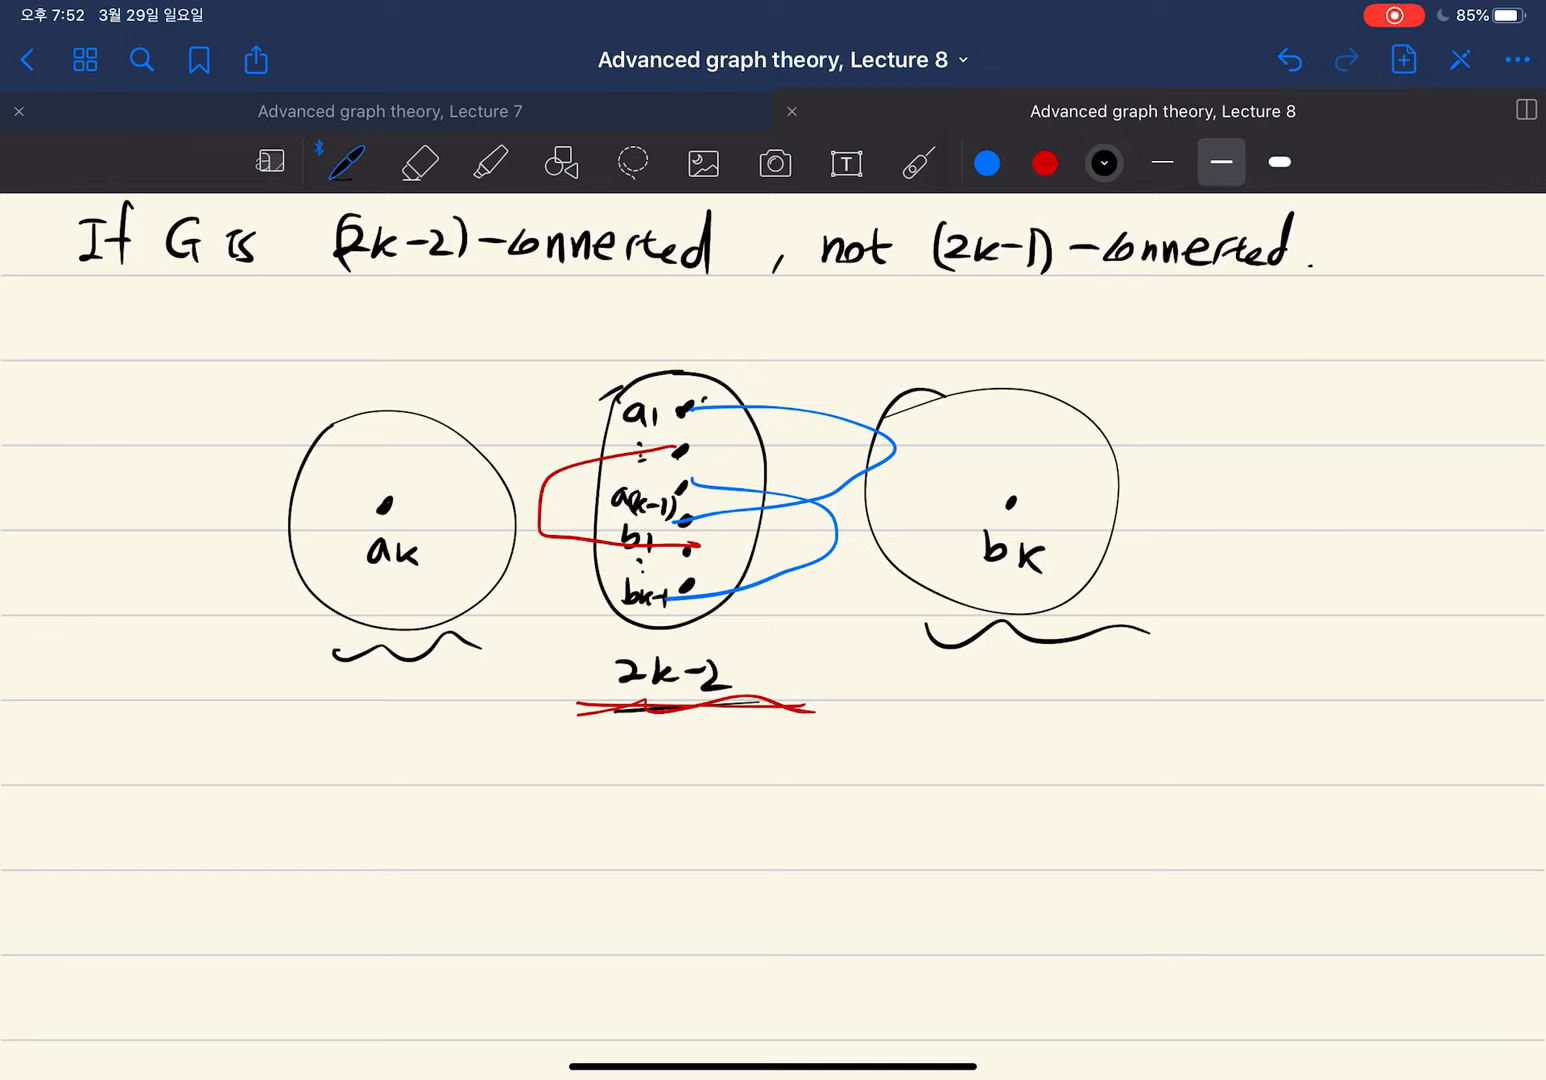 오후 7:52 3월 29일 일요일
85%
Advanced graph theory, Lecture 8
Advanced graph theory, Lecture 7
Advanced graph theory, Lecture 8
T
If G is (2k-2)-connected, not (2k-1)-connected.
a1
⋮
a(k-1)
b1
⋮
bk-1
ak
bk
2k-2